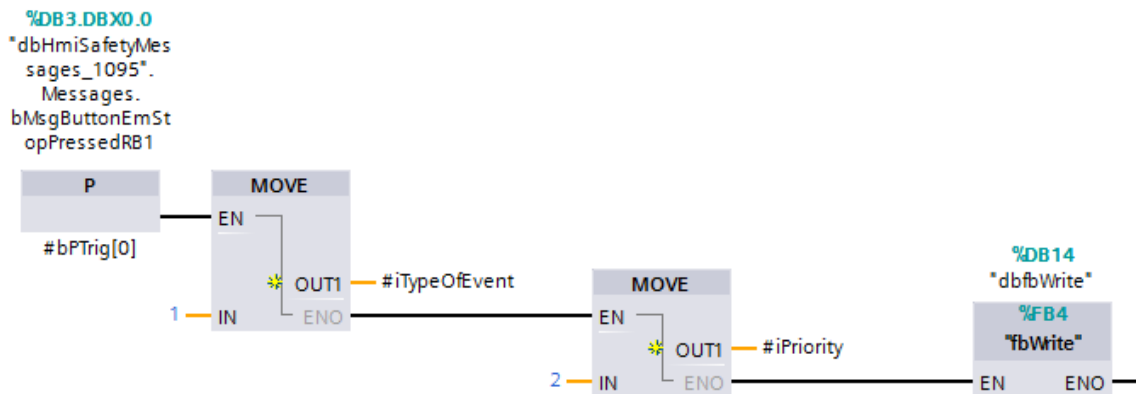 %DB3.DBX0.0
"dbHmiSafetyMes
sages_1095".
Messages.
bMsgButtonEmSt
opPressedRB1
P
#bPTrig[0]
MOVE
EN
OUT1
#iTypeOfEvent
1
IN
ENO
MOVE
EN
OUT1
#iPriority
2
IN
ENO
%DB14
"dbfbWrite"
%FB4
"fbWrite"
EN
ENO